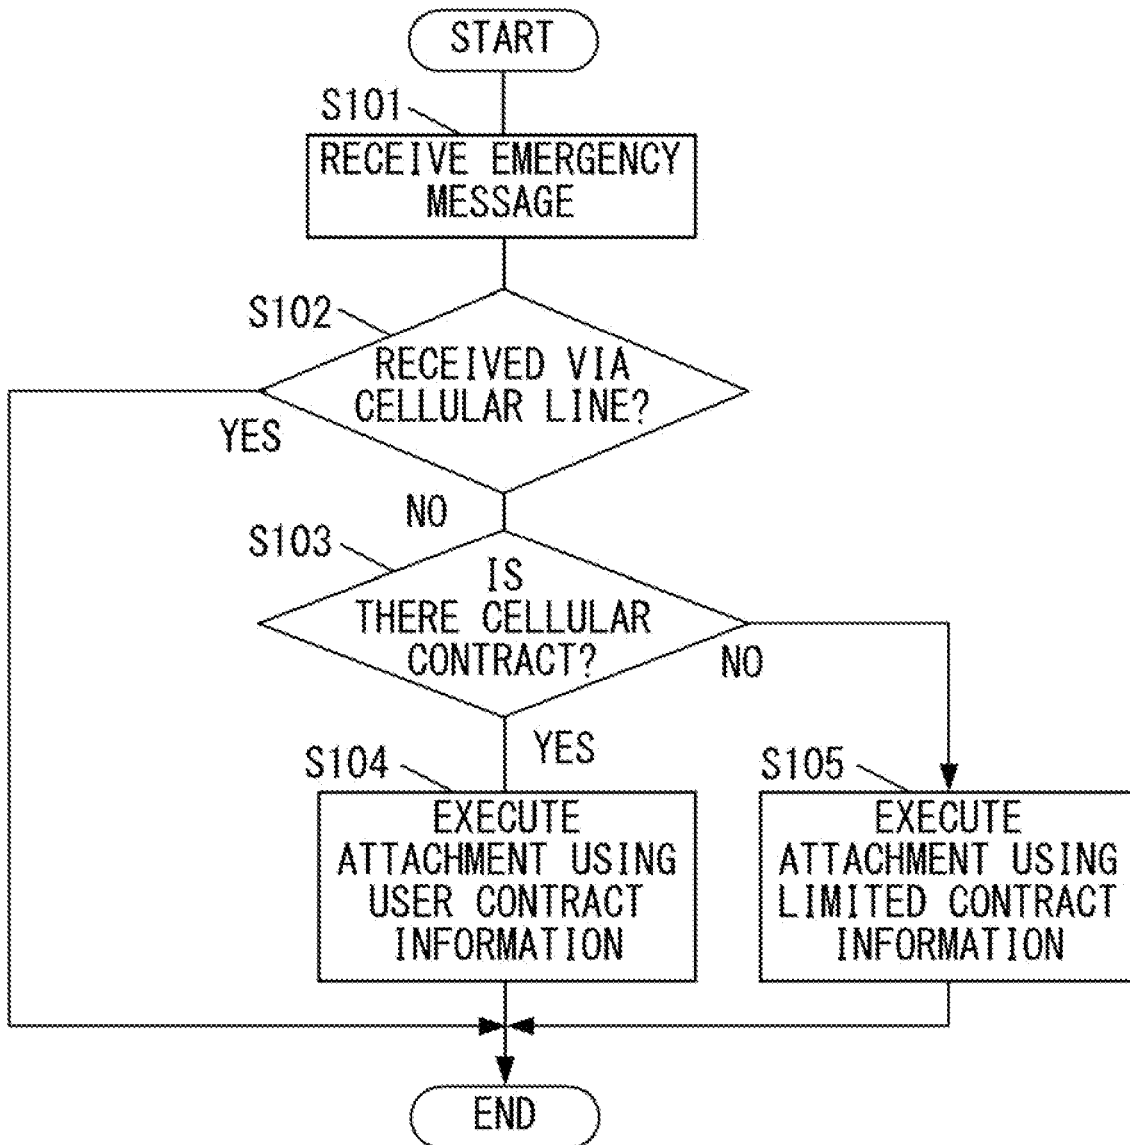 START
S101
RECEIVE EMERGENCY
MESSAGE
S102
RECEIVED VIA
CELLULAR LINE?
YES
NO
S103
IS
THERE CELLULAR
CONTRACT?
NO
YES
S104
EXECUTE
ATTACHMENT USING
USER CONTRACT
INFORMATION
S105
EXECUTE
ATTACHMENT USING
LIMITED CONTRACT
INFORMATION
END